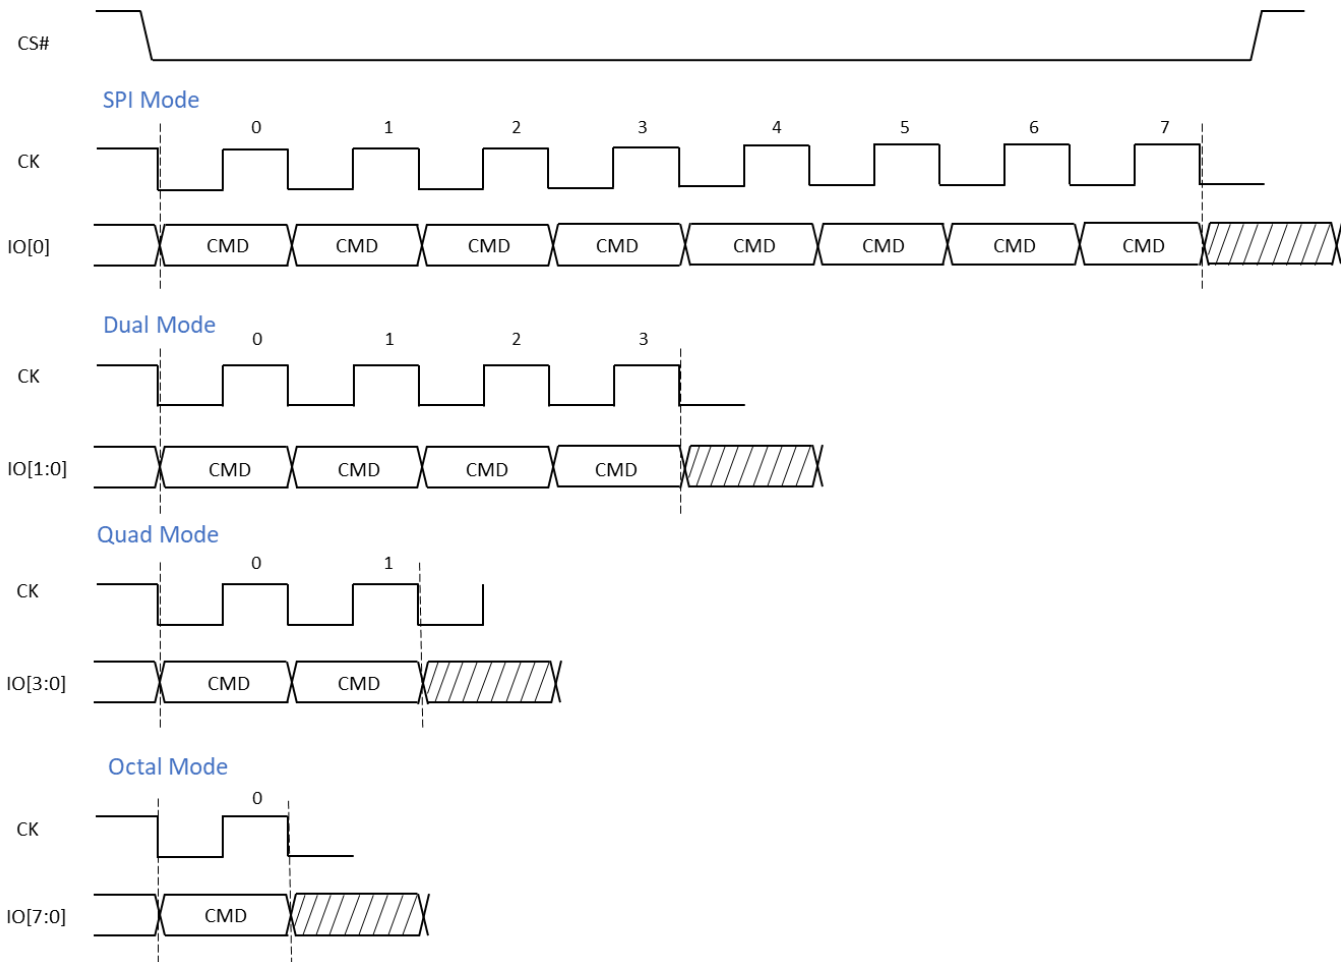 CS#
SPI Mode
0 1 2 3 4 5 6 7
CK
IO[0] CMD CMD CMD CMD CMD CMD CMD CMD
Dual Mode
0 1 2 3
CK
IO[1:0] CMD CMD CMD CMD
Quad Mode
0 1
CK
IO[3:0] CMD CMD
Octal Mode
0
CK
IO[7:0] CMD